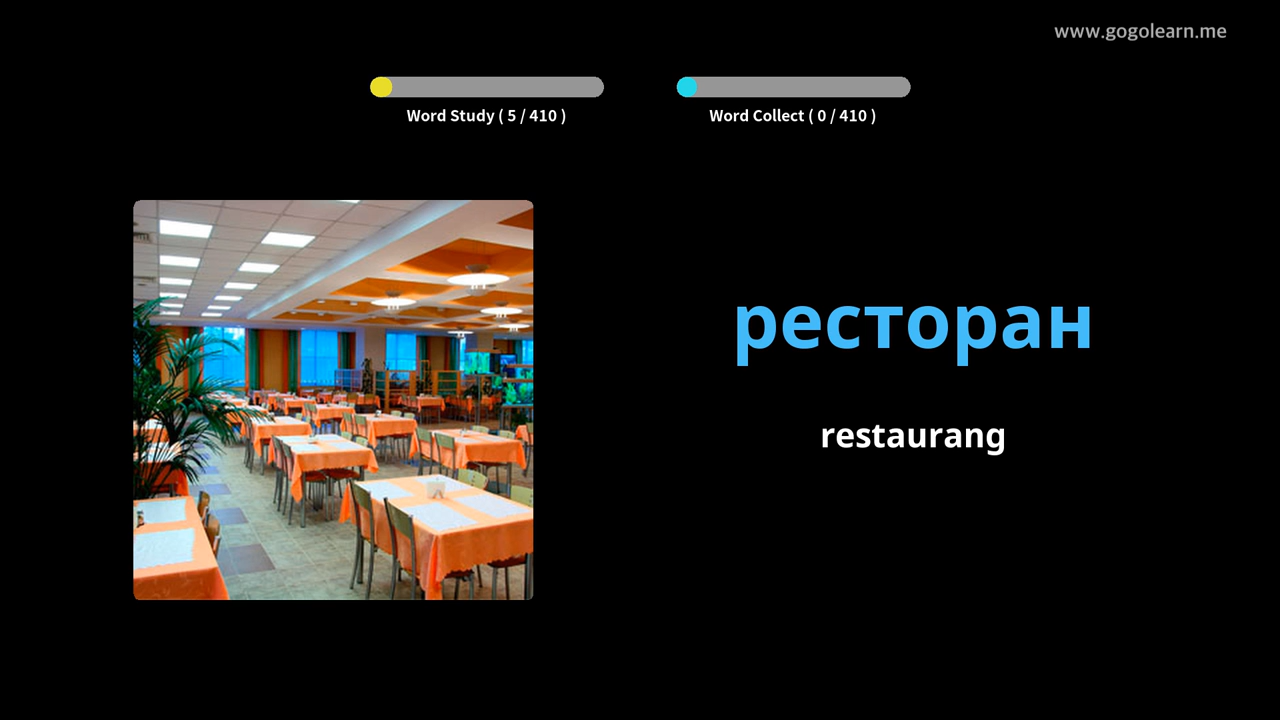 www.gogolearn.me
Word Study ( 5 / 410 )
Word Collect ( 0 / 410 )
ресторан
restaurang